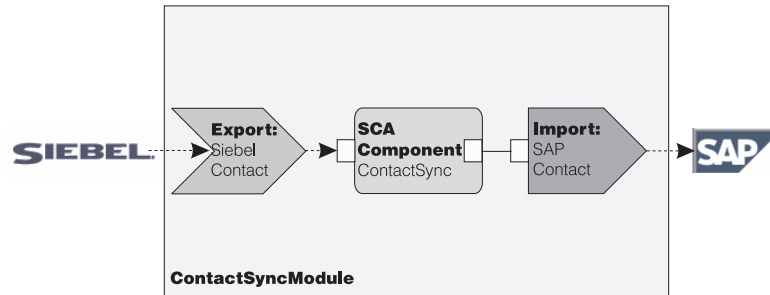 SIEBEL.
Export:
Siebel
Contact
SCA
Component
ContactSync
Import:
SAP
Contact
SAP
ContactSyncModule